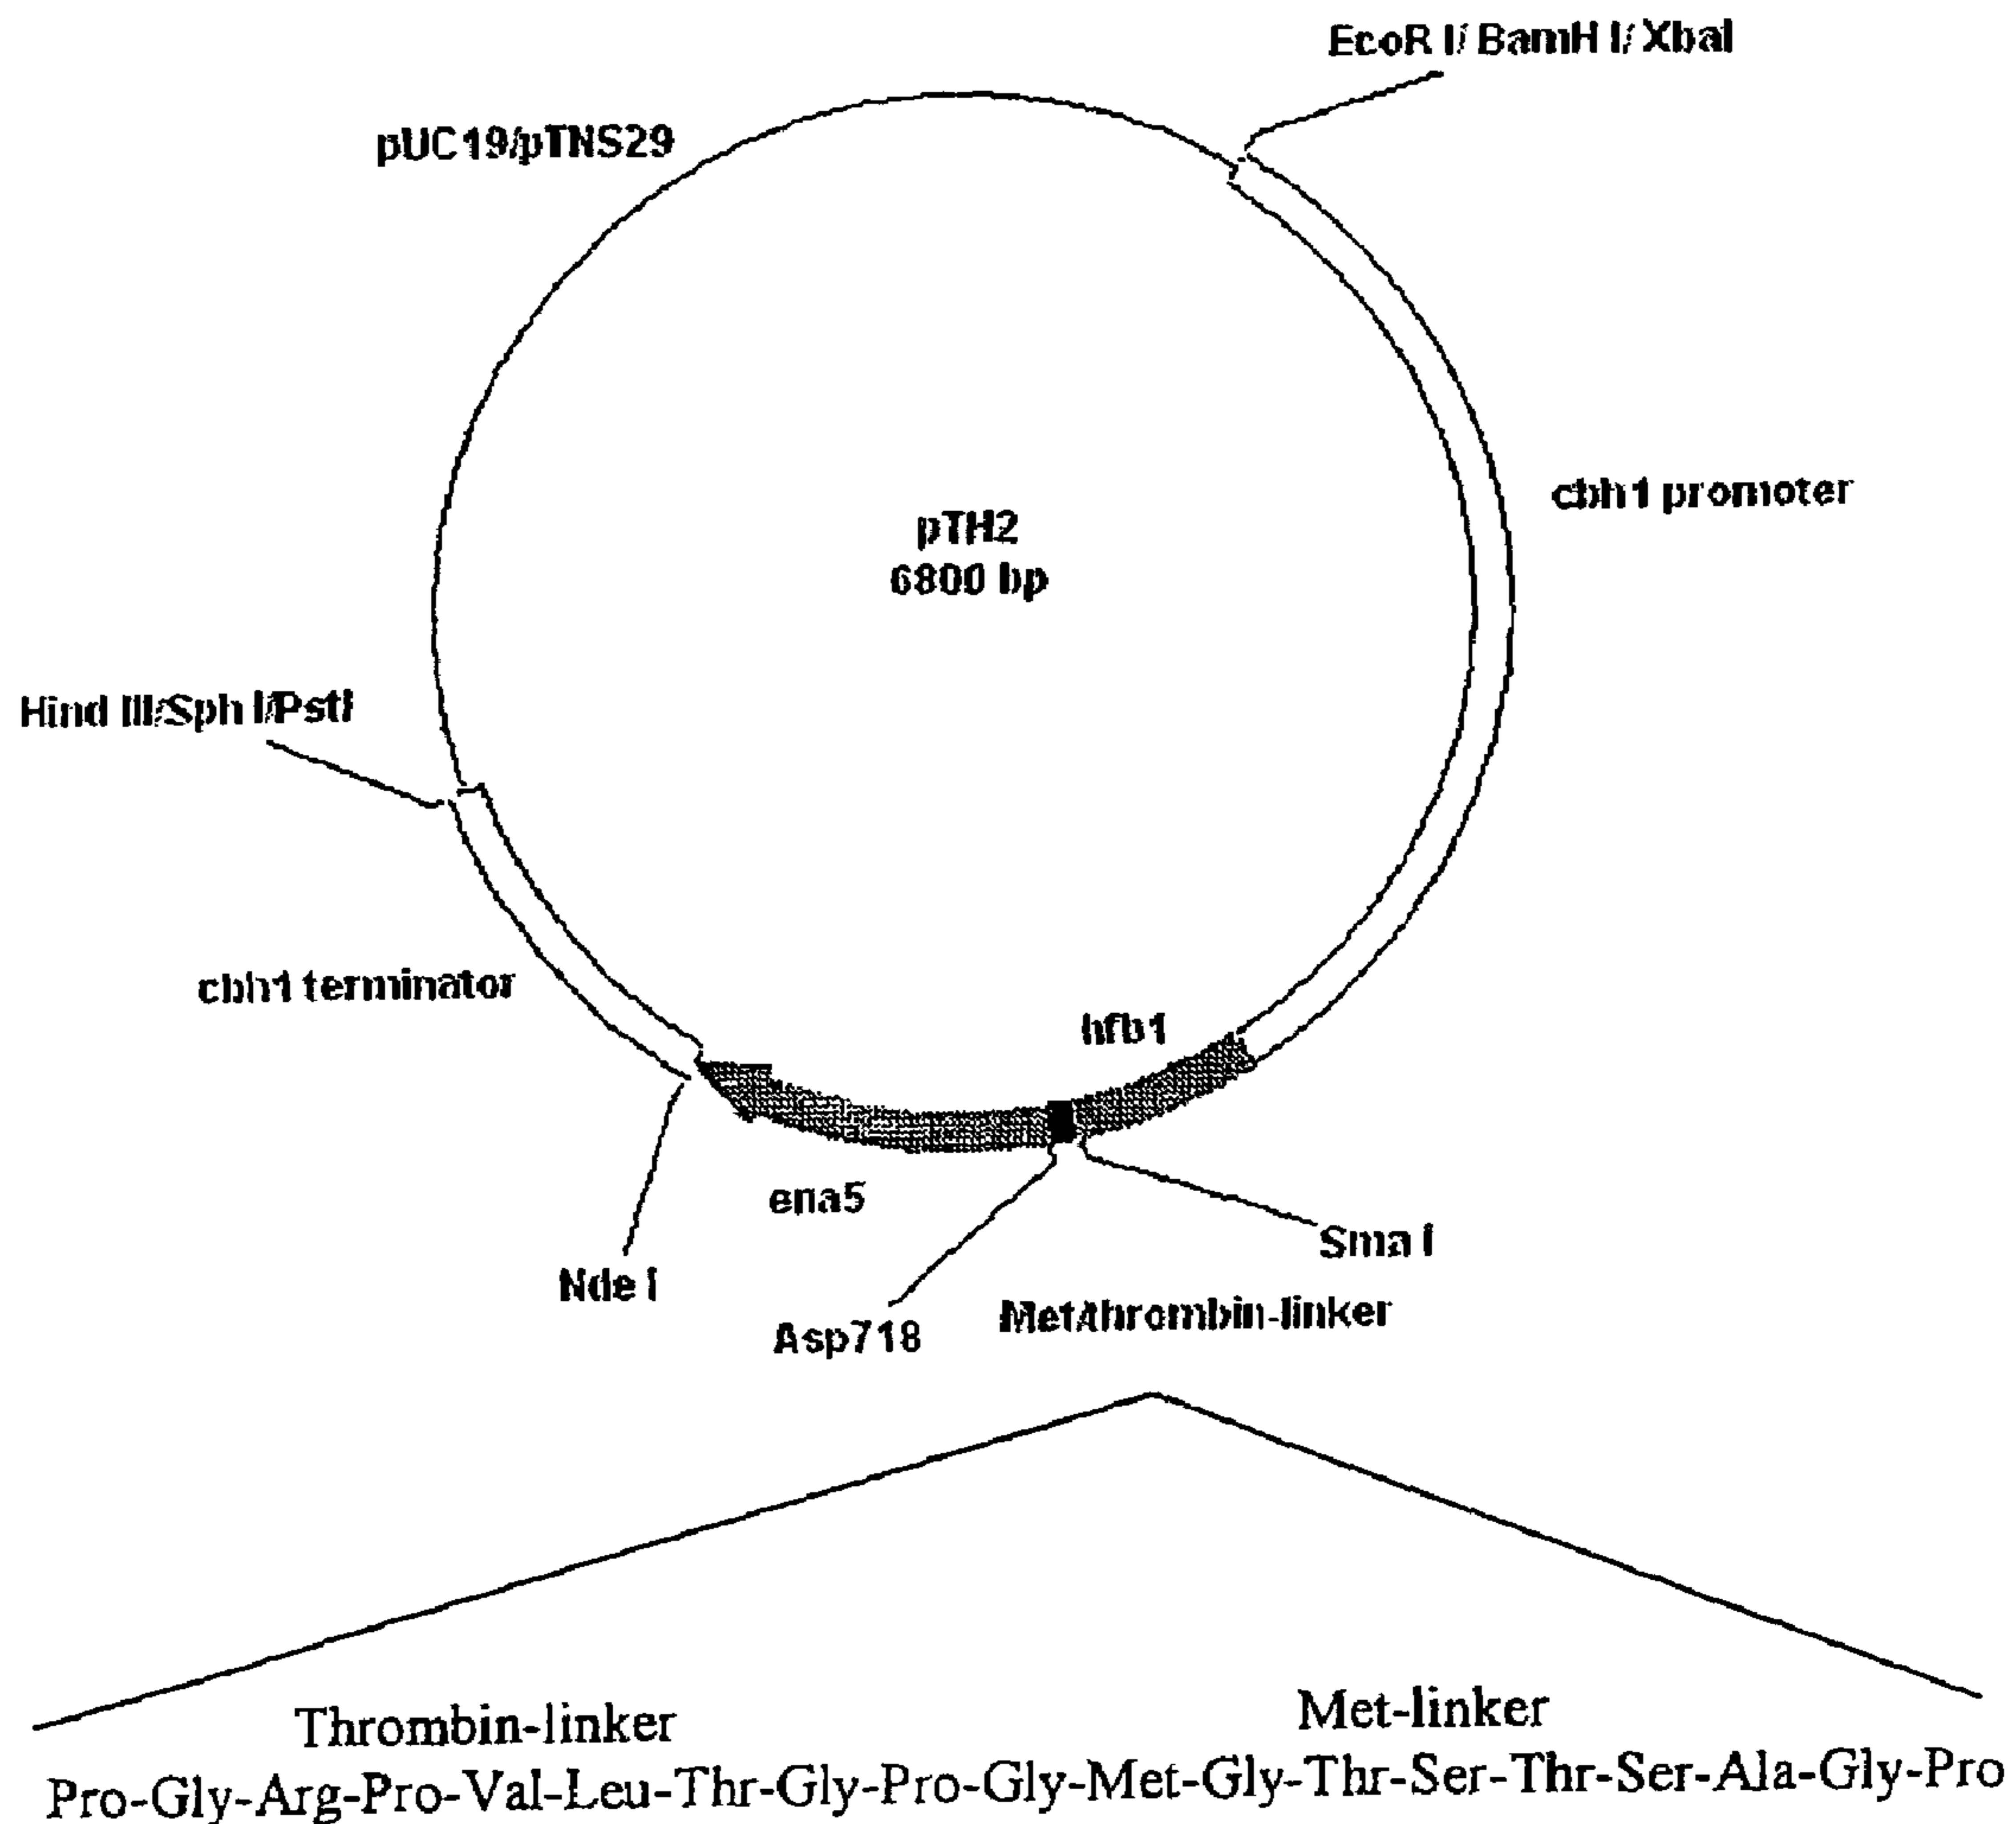 EcoR I/ BamH I/ XbaI
pUC19/pTNS29
cbh1 promoter
pTH2
6800 bp
Hind III/Sph I/PstI
cbh1 terminator
hfb1
ena5
Sma I
Nde I
Asp718
Met/thrombin-linker
Thrombin-linker
Met-linker
Pro-Gly-Arg-Pro-Val-Leu-Thr-Gly-Pro-Gly-Met-Gly-Thr-Ser-Thr-Ser-Ala-Gly-Pro